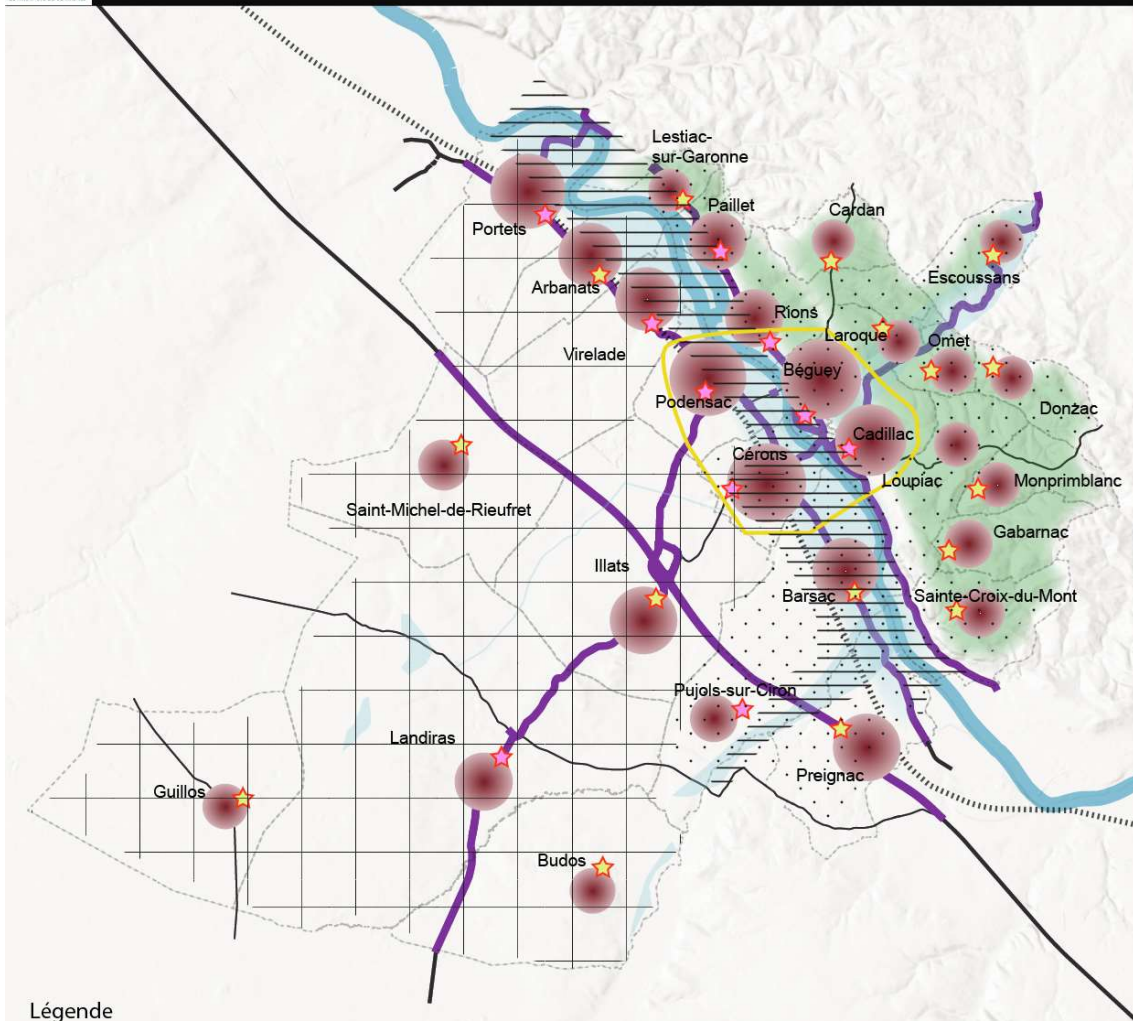 Lestiac-
sur-Garonne
Paillet
Cardan
Portets
Escoussans
Arbanats
Rions
Laroque
Omet
Virelade
Béguey
Podensac
Donzac
Cadillac
Cérons
Loupiac
Monprimblanc
Saint-Michel-de-Rieufret
Gabarnac
Illats
Barsac
Sainte-Croix-du-Mont
Pujols-sur-Ciron
Landiras
Preignac
Guillos
Budos
Légende